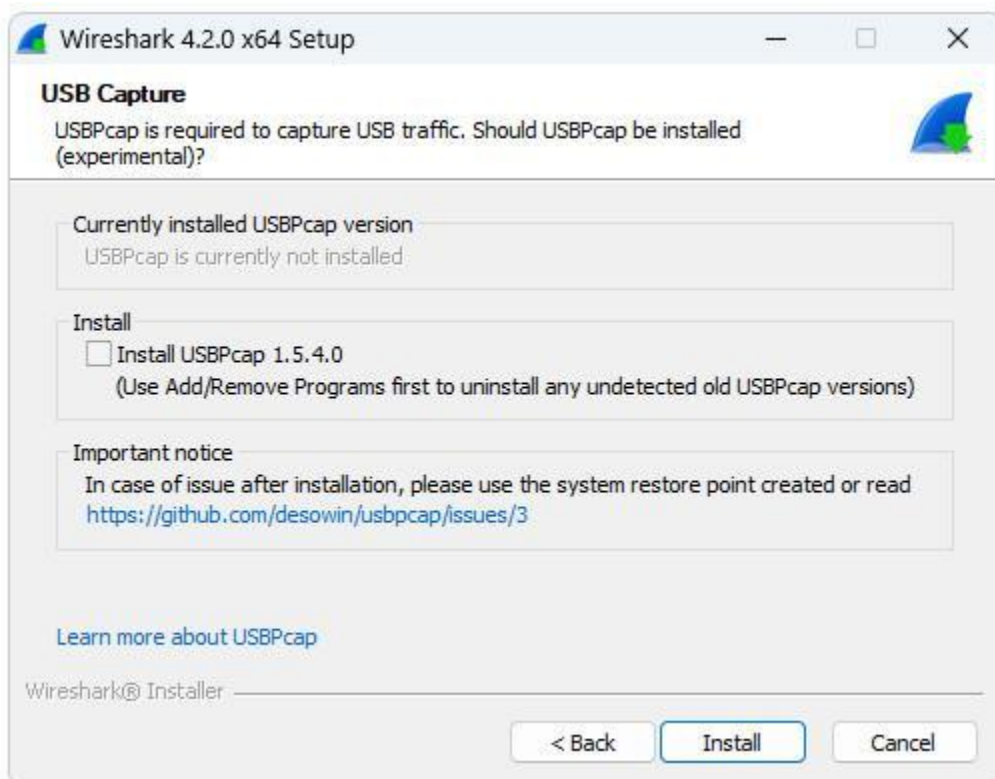 Wireshark 4.2.0 x64 Setup
USB Capture
USBPcap is required to capture USB traffic. Should USBPcap be installed
(experimental)?
Currently installed USBPcap version
USBPcap is currently not installed
Install
Install USBPcap 1.5.4.0
(Use Add/Remove Programs first to uninstall any undetected old USBPcap versions)
Important notice
In case of issue after installation, please use the system restore point created or read
https://github.com/desowin/usbpcap/issues/3
Learn more about USBPcap
Wireshark® Installer
< Back
Install
Cancel